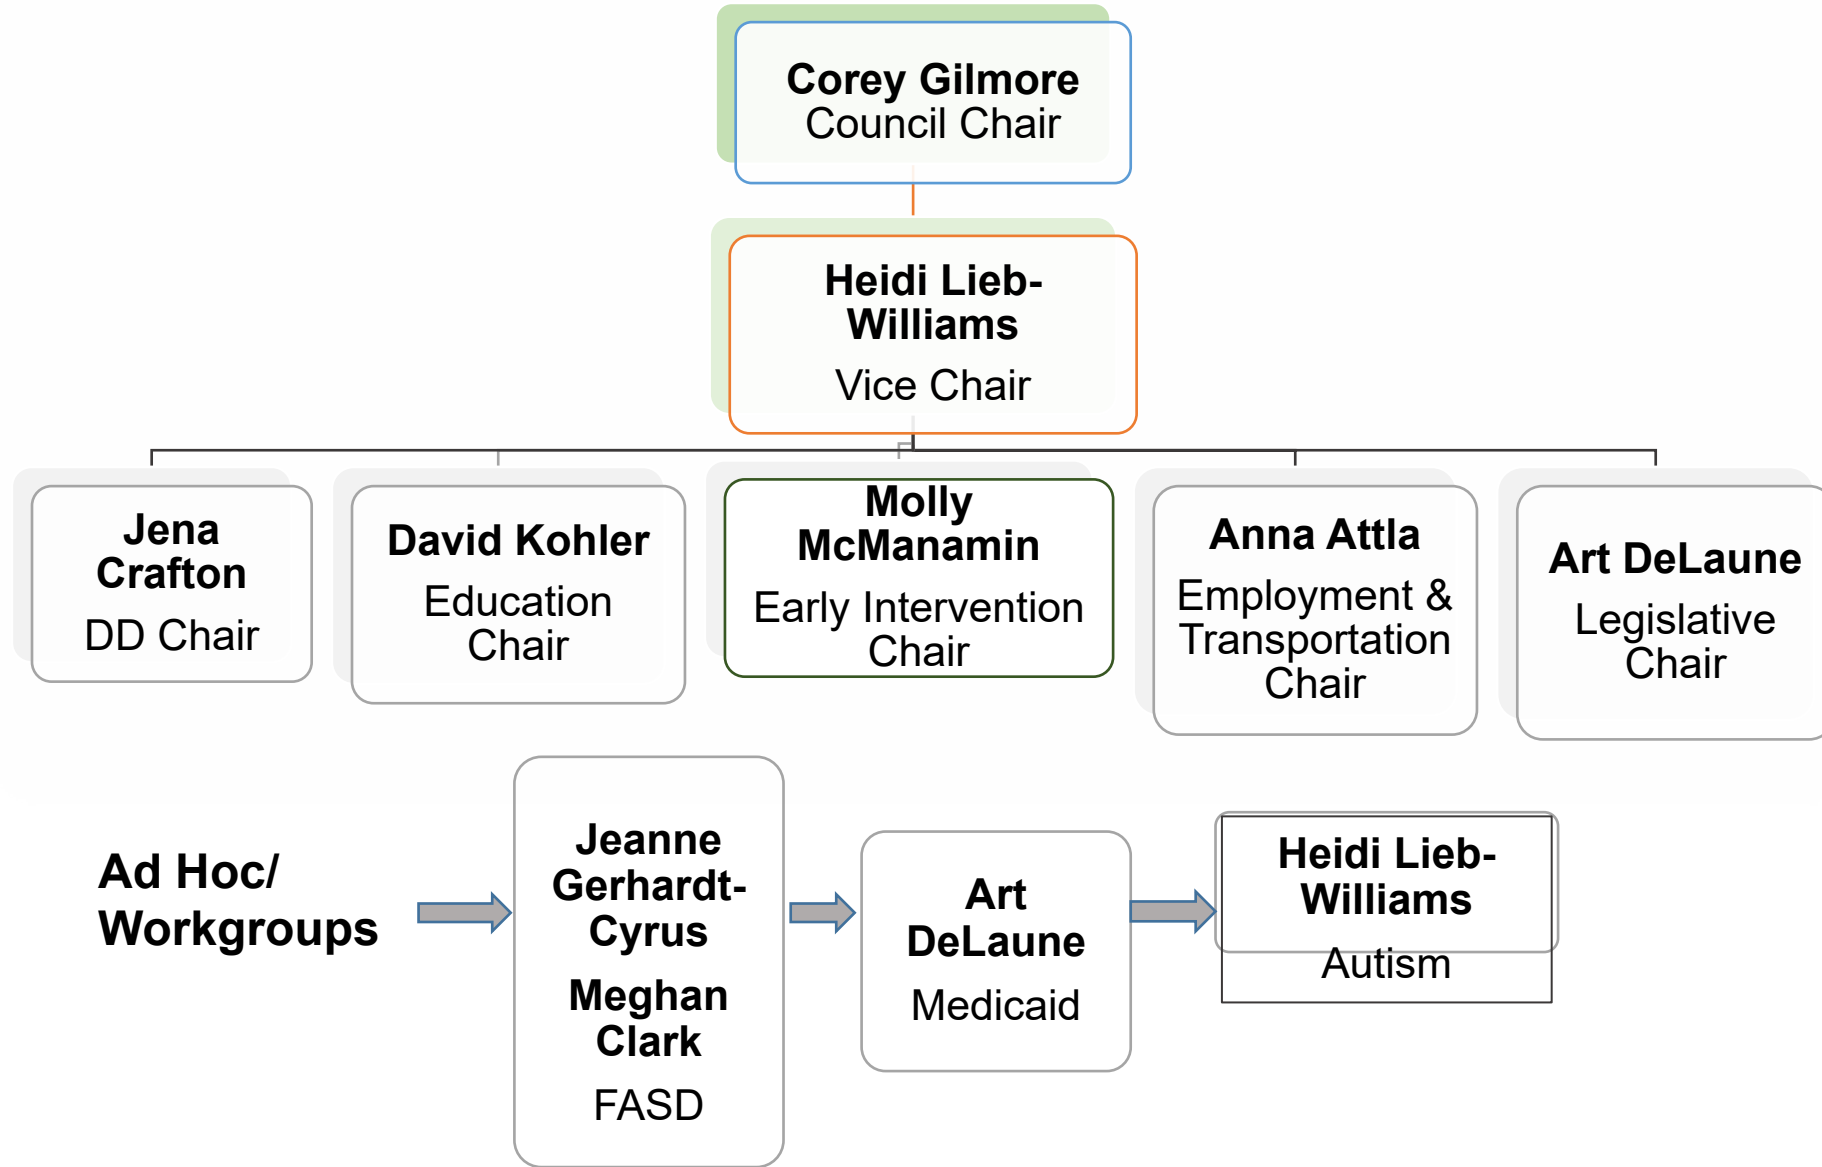 Corey Gilmore
Council Chair
Heidi Lieb-
Williams
Vice Chair
Jena
Crafton
DD Chair
David Kohler
Education
Chair
Molly
McManamin
Early Intervention
Chair
Anna Attla
Employment &
Transportation
Chair
Art DeLaune
Legislative
Chair
Ad Hoc/
Workgroups
Jeanne
Gerhardt-
Cyrus
Meghan
Clark
FASD
Art
DeLaune
Medicaid
Heidi Lieb-
Williams
Autism